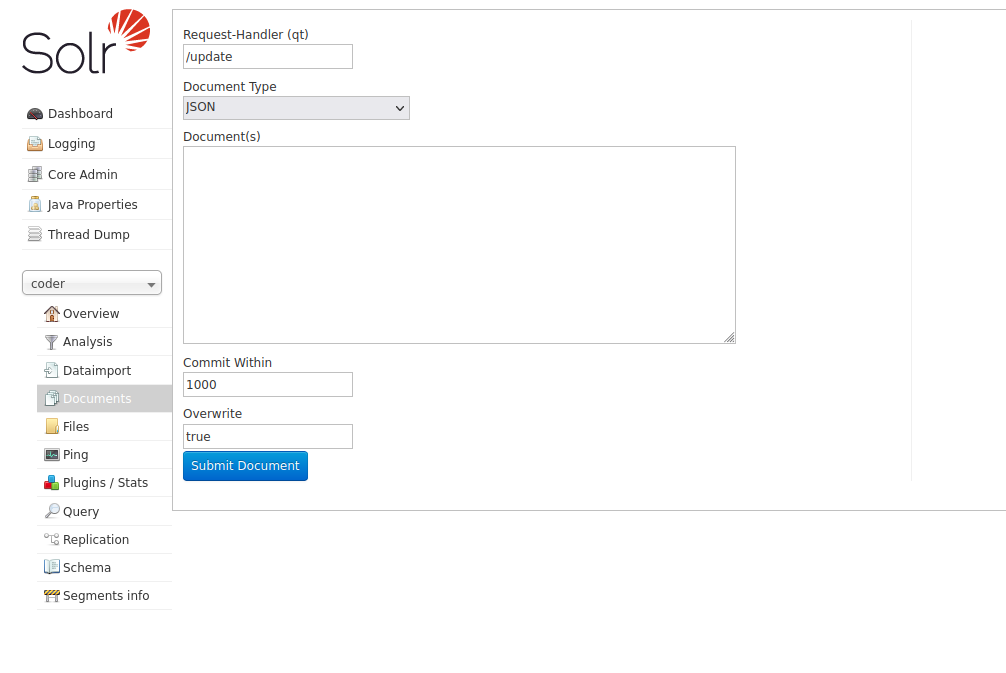 Solr
Dashboard
Logging
Core Admin
Java Properties
Thread Dump
coder
Overview
Analysis
Dataimport
Documents
Files
Ping
Plugins / Stats
Query
Replication
Schema
Segments info
Request-Handler (qt)
/update
Document Type
JSON
Document(s)
Commit Within
1000
Overwrite
true
Submit Document